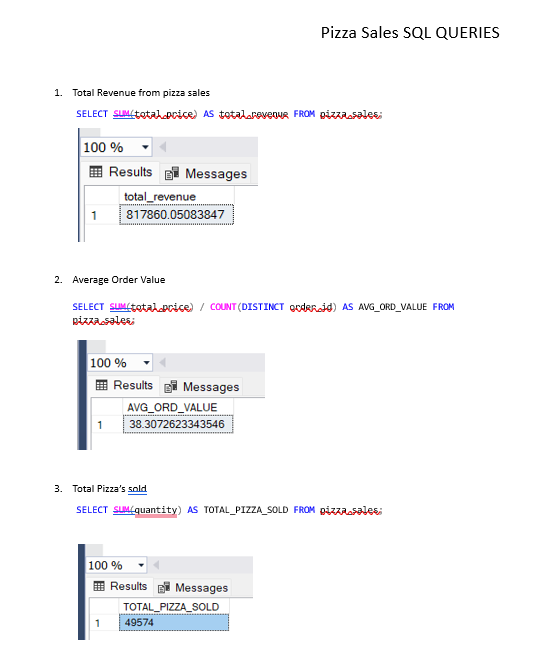 Pizza Sales SQL QUERIES
1. Total Revenue from pizza sales
SELECT SUM(total_price) AS total_revenue FROM pizza_sales;
100 %
Results Messages
total_revenue
1 817860.05083847
2. Average Order Value
SELECT SUM(total_price) / COUNT(DISTINCT order_id) AS AVG_ORD_VALUE FROM
pizza_sales;
100 %
Results Messages
AVG_ORD_VALUE
1 38.3072623343546
3. Total Pizza's sold
SELECT SUM(quantity) AS TOTAL_PIZZA_SOLD FROM pizza_sales;
100 %
Results Messages
TOTAL_PIZZA_SOLD
1 49574